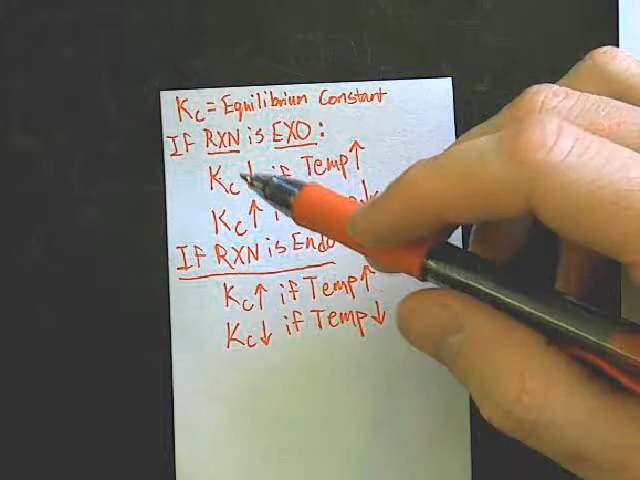 Kc = Equilibrium Constant
If RXN is EXO:
Kc↓ if Temp↑
Kc↑
If RXN is Endo
Kc↑ if Temp↑
Kc↓ if Temp↓